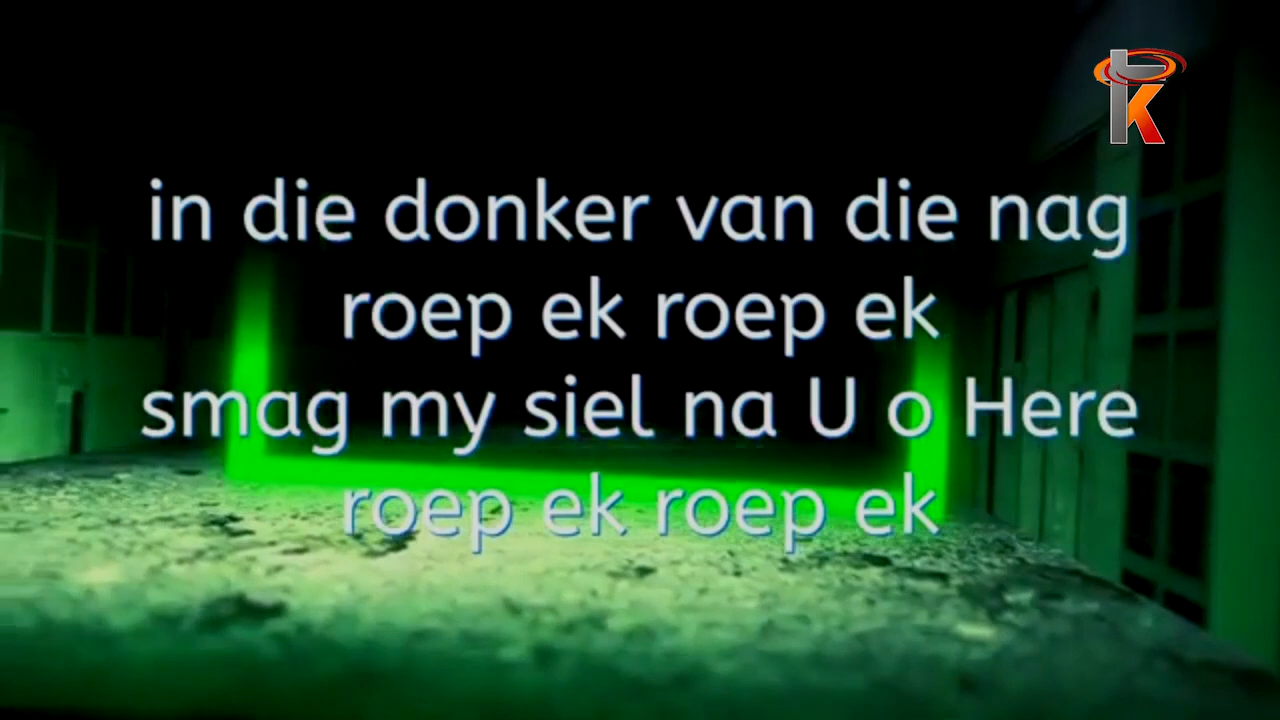 in die donker van die nag
roep ek roep ek
smag my siel na U o Here
roep ek roep ek